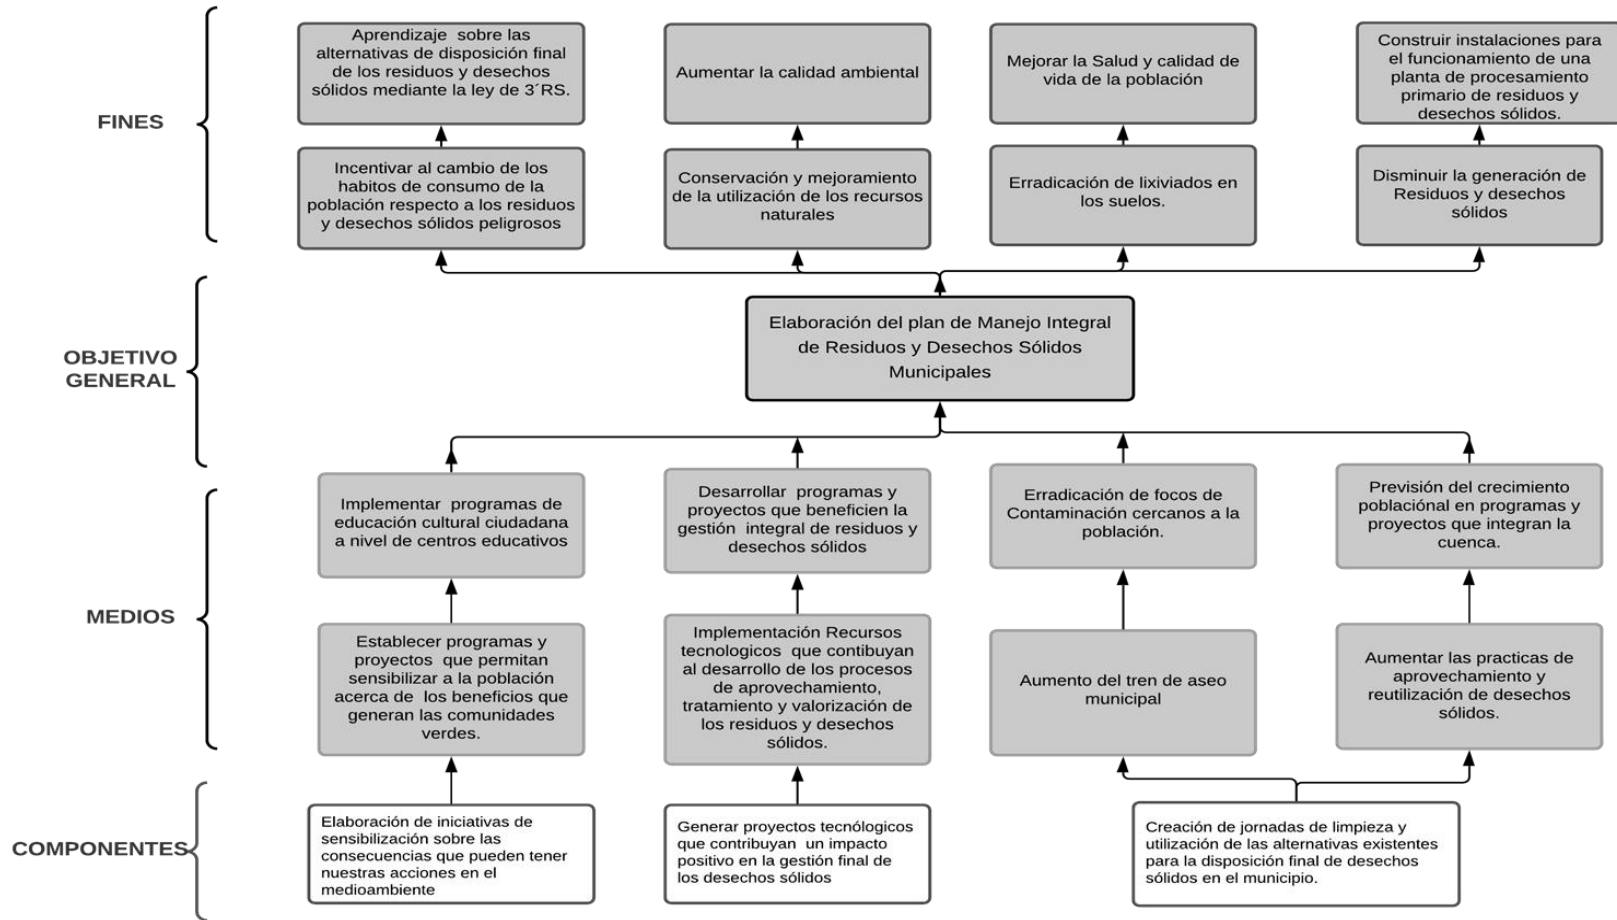 FINES
Aprendizaje sobre las
alternativas de disposición final
de los residuos y desechos
sólidos mediante la ley de 3´RS.
Aumentar la calidad ambiental
Mejorar la Salud y calidad de
vida de la población
Construir instalaciones para
el funcionamiento de una
planta de procesamiento
primario de residuos y
desechos sólidos.
Incentivar al cambio de los
habitos de consumo de la
población respecto a los residuos
y desechos sólidos peligrosos
Conservación y mejoramiento
de la utilización de los recursos
naturales
Erradicación de lixiviados en
los suelos.
Disminuir la generación de
Residuos y desechos
sólidos
OBJETIVO
GENERAL
Elaboración del plan de Manejo Integral
de Residuos y Desechos Sólidos
Municipales
MEDIOS
Implementar programas de
educación cultural ciudadana
a nivel de centros educativos
Desarrollar programas y
proyectos que beneficien la
gestión integral de residuos y
desechos sólidos
Erradicación de focos de
Contaminación cercanos a la
población.
Previsión del crecimiento
poblaciónal en programas y
proyectos que integran la
cuenca.
Establecer programas y
proyectos que permitan
sensibilizar a la población
acerca de los beneficios que
generan las comunidades
verdes.
Implementación Recursos
tecnologicos que contibuyan
al desarrollo de los procesos
de aprovechamiento,
tratamiento y valorización de
los residuos y desechos
sólidos.
Aumento del tren de aseo
municipal
Aumentar las practicas de
aprovechamiento y
reutilización de desechos
sólidos.
COMPONENTES
Elaboración de iniciativas de
sensibilización sobre las
consecuencias que pueden tener
nuestras acciones en el
medioambiente
Generar proyectos tecnólogicos
que contribuyan un impacto
positivo en la gestión final de
los desechos sólidos
Creación de jornadas de limpieza y
utilización de las alternativas existentes
para la disposición final de desechos
sólidos en el municipio.